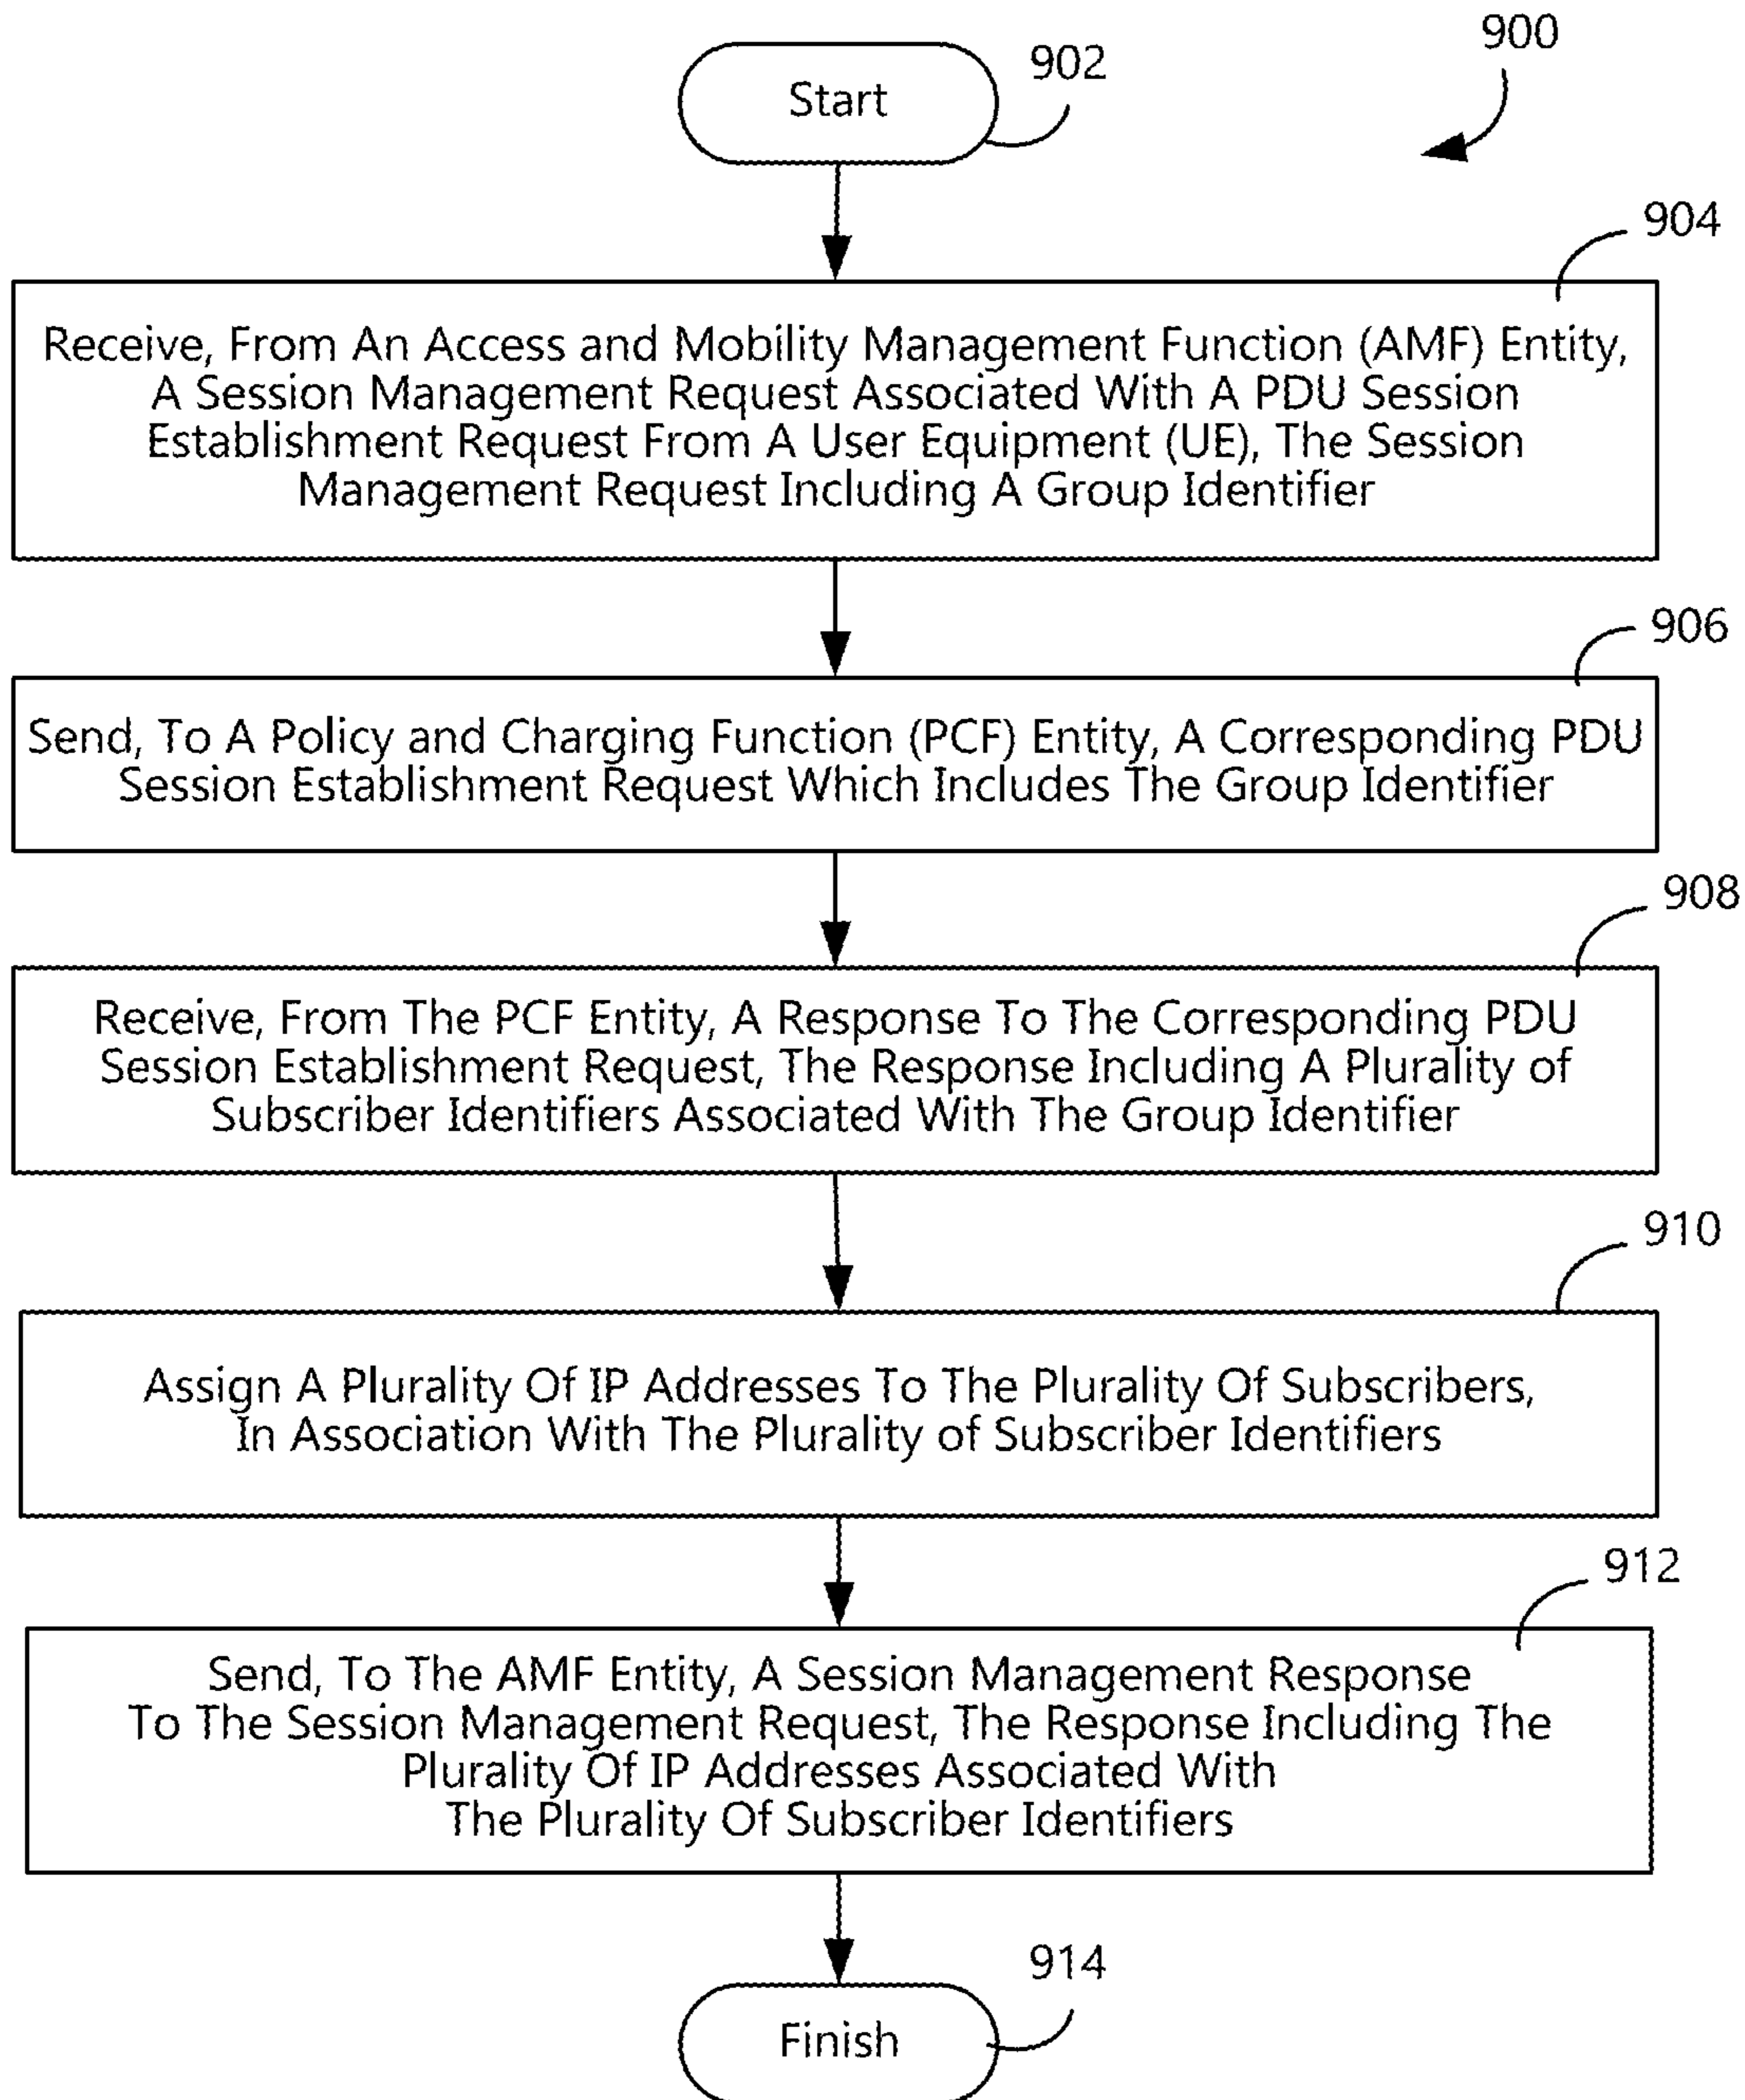 900
902
Start
904
Receive, From An Access and Mobility Management Function (AMF) Entity,
A Session Management Request Associated With A PDU Session
Establishment Request From A User Equipment (UE), The Session
Management Request Including A Group Identifier
906
Send, To A Policy and Charging Function (PCF) Entity, A Corresponding PDU
Session Establishment Request Which Includes The Group Identifier
908
Receive, From The PCF Entity, A Response To The Corresponding PDU
Session Establishment Request, The Response Including A Plurality of
Subscriber Identifiers Associated With The Group Identifier
910
Assign A Plurality Of IP Addresses To The Plurality Of Subscribers,
In Association With The Plurality of Subscriber Identifiers
912
Send, To The AMF Entity, A Session Management Response
To The Session Management Request, The Response Including The
Plurality Of IP Addresses Associated With
The Plurality Of Subscriber Identifiers
914
Finish